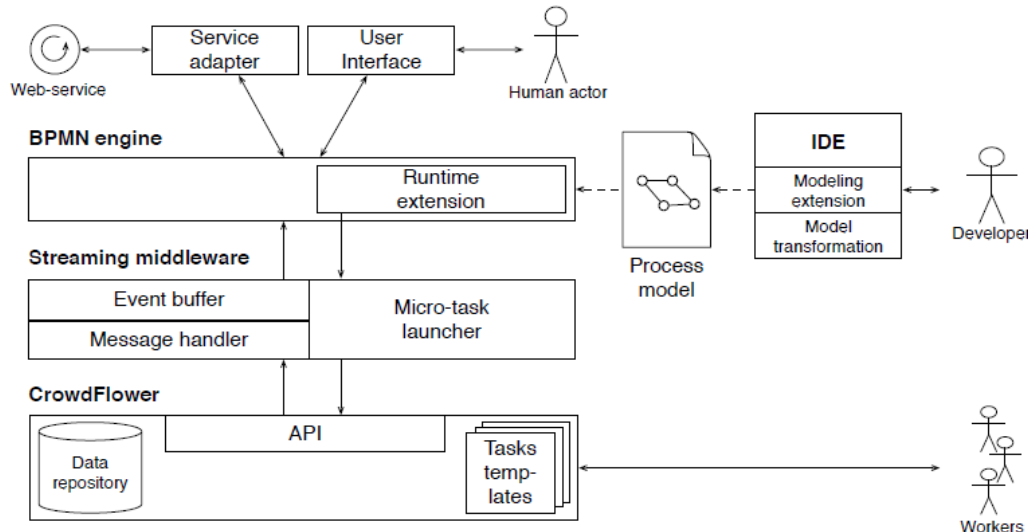 Service
adapter
User
Interface
Web-service
Human actor
BPMN engine
Runtime
extension
IDE
Modeling
extension
Model
transformation
Developer
Process
model
Streaming middleware
Event buffer
Message handler
Micro-task
launcher
CrowdFlower
API
Data
repository
Tasks
temp-
lates
Workers